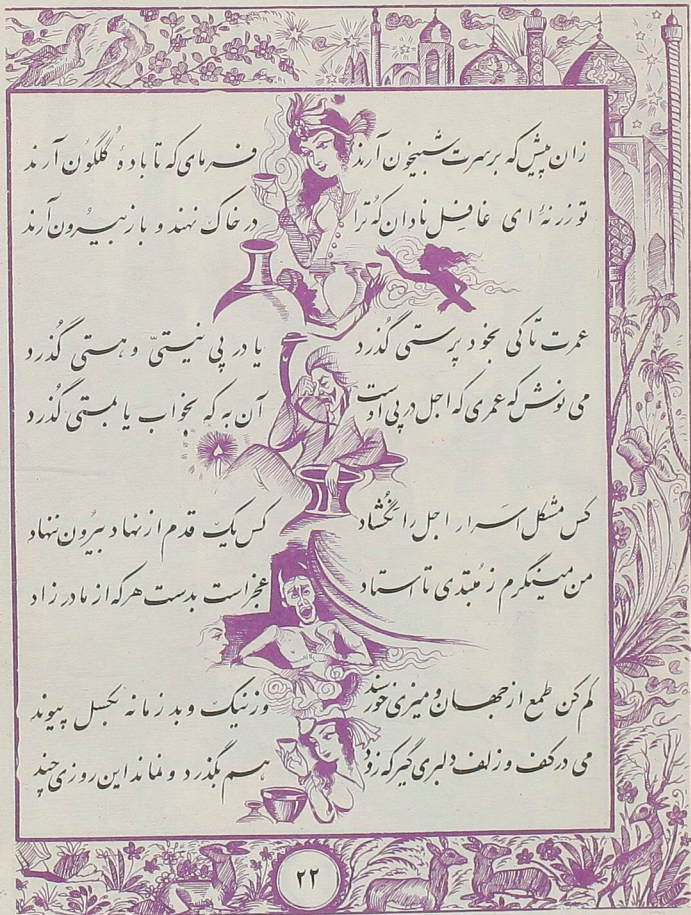 زان پیش که بر سرت شبیخون آرند فرمای که تا بادهٔ گلگون آرند
تو زر نهٔ ای غافل نادان که ترا در خاک نهند و باز بیرون آرند
عمرت تا کی بخود پرستی گذرد یا در پی نیستیّ و هستی گذرد
می نوش که عمری که اجل در پی اوست آن به که بخواب یا بمستی گذرد
کس مشکل اسرار اجل را نگشاد کس یک قدم از نهاد بیرون ننهاد
من مینگرم ز مُبتدی تا استاد عجز است بدست هر که از مادر زاد
کم کن طمع از جهان و میزی خورسند وز نیک و بد زمانه بگسل پیوند
می در کف و زلف دلبری گیر که زود هم بگذرد و نماند این روزی چند
۲۲